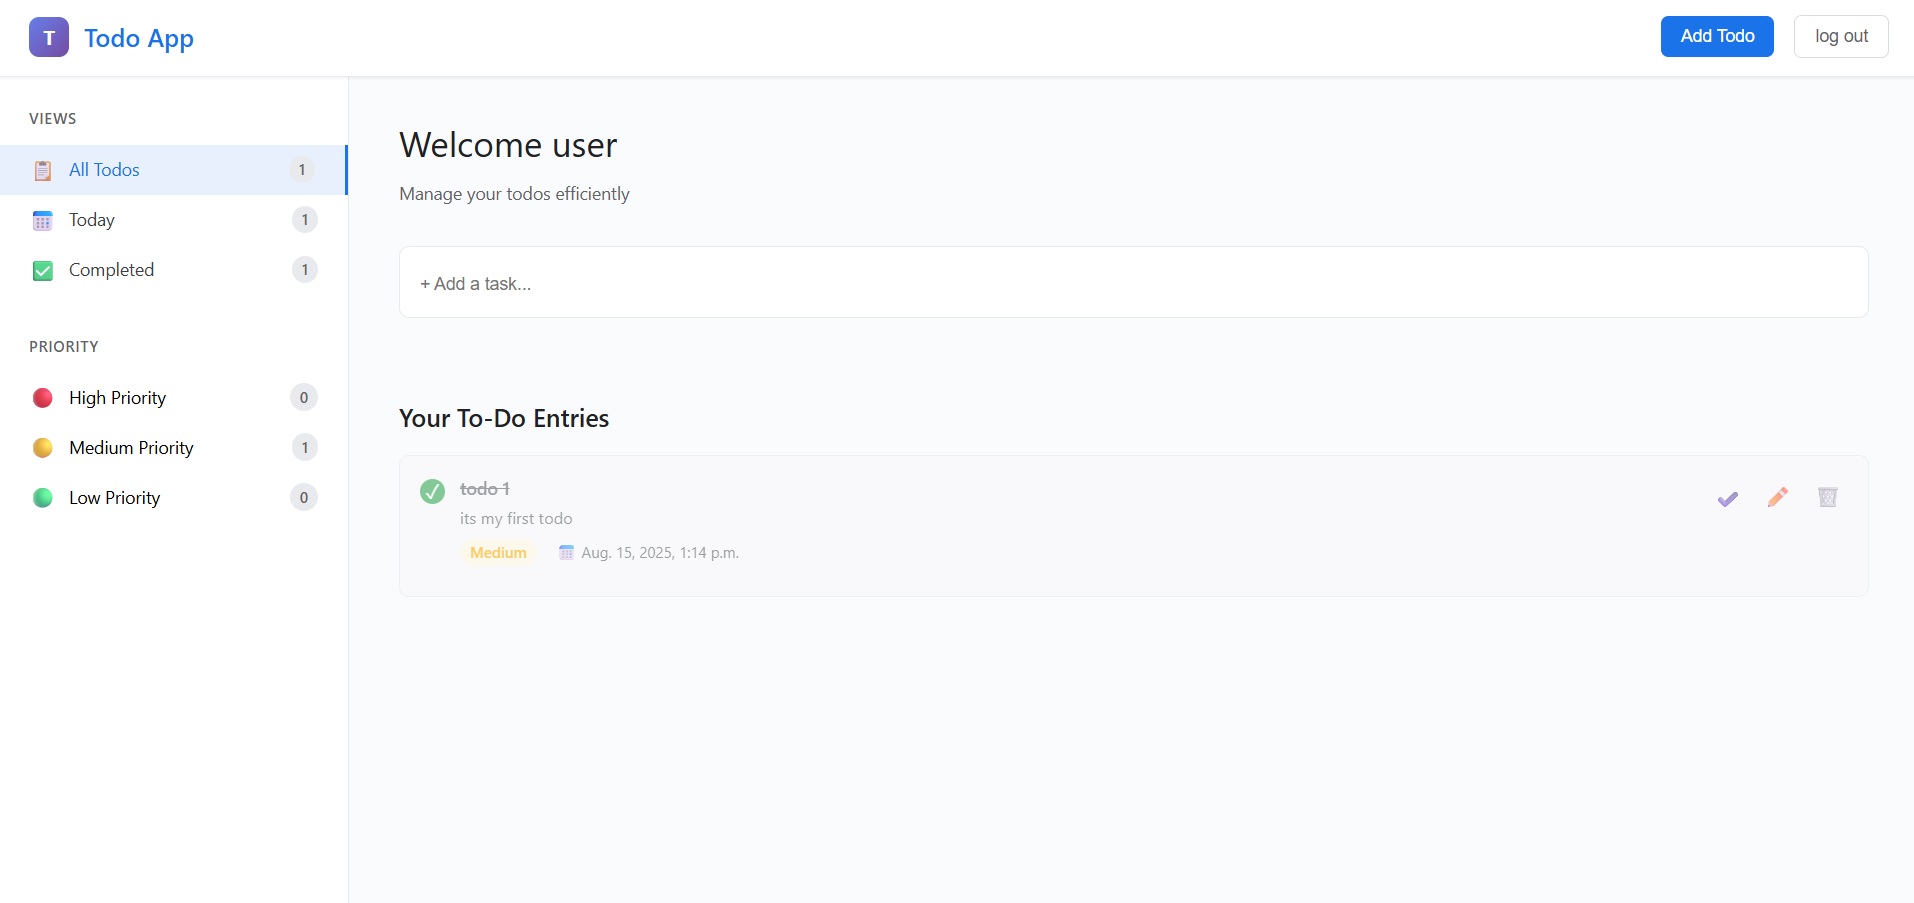 T Todo App
Add Todo
log out
VIEWS
All Todos 1
Today 1
Completed 1
PRIORITY
High Priority 0
Medium Priority 1
Low Priority 0
Welcome user
Manage your todos efficiently
+ Add a task...
Your To-Do Entries
todo 1
its my first todo
Medium Aug. 15, 2025, 1:14 p.m.